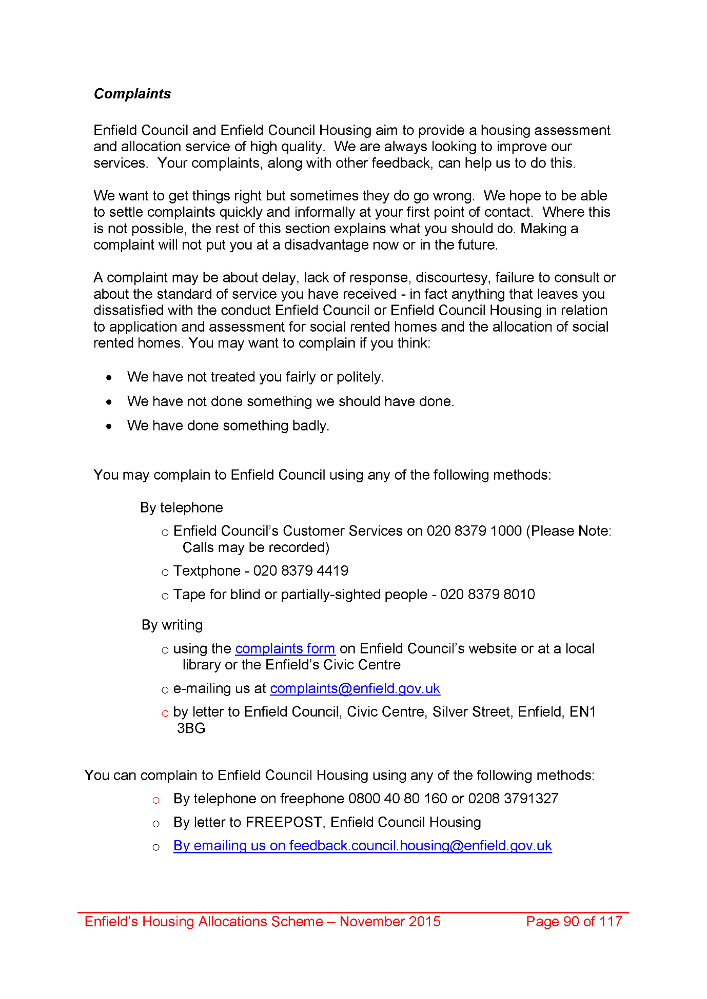 Complaints
Enfield Council and Enfield Council Housing aim to provide a housing assessment
and allocation service of high quality.  We are always looking to improve our
services.  Your complaints, along with other feedback, can help us to do this.
We want to get things right but sometimes they do go wrong.  We hope to be able
to settle complaints quickly and informally at your first point of contact.  Where this
is not possible, the rest of this section explains what you should do. Making a
complaint will not put you at a disadvantage now or in the future.
A complaint may be about delay, lack of response, discourtesy, failure to consult or
about the standard of service you have received - in fact anything that leaves you
dissatisfied with the conduct Enfield Council or Enfield Council Housing in relation
to application and assessment for social rented homes and the allocation of social
rented homes. You may want to complain if you think:
• We have not treated you fairly or politely.
• We have not done something we should have done.
• We have done something badly.
You may complain to Enfield Council using any of the following methods:
By telephone
o Enfield Council’s Customer Services on 020 8379 1000 (Please Note:
Calls may be recorded)
o Textphone - 020 8379 4419
o Tape for blind or partially-sighted people - 020 8379 8010
By writing
o using the complaints form on Enfield Council’s website or at a local
library or the Enfield’s Civic Centre
o e-mailing us at complaints@enfield.gov.uk
o by letter to Enfield Council, Civic Centre, Silver Street, Enfield, EN1
3BG
You can complain to Enfield Council Housing using any of the following methods:
o By telephone on freephone 0800 40 80 160 or 0208 3791327
o By letter to FREEPOST, Enfield Council Housing
o By emailing us on feedback.council.housing@enfield.gov.uk
Enfield’s Housing Allocations Scheme – November 2015 Page 90 of 117